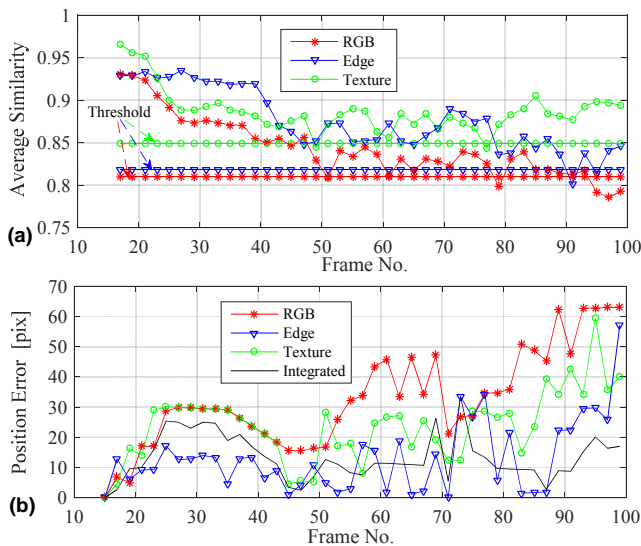 1
0.95
0.9
0.85
0.8
0.75
Average Similarity
RGB
Edge
Texture
Threshold
(a)
10 20 30 40 50 60 70 80 90 100
Frame No.
70
60
50
40
30
20
10
0
Position Error [pix]
RGB
Edge
Texture
Integrated
(b)
10 20 30 40 50 60 70 80 90 100
Frame No.